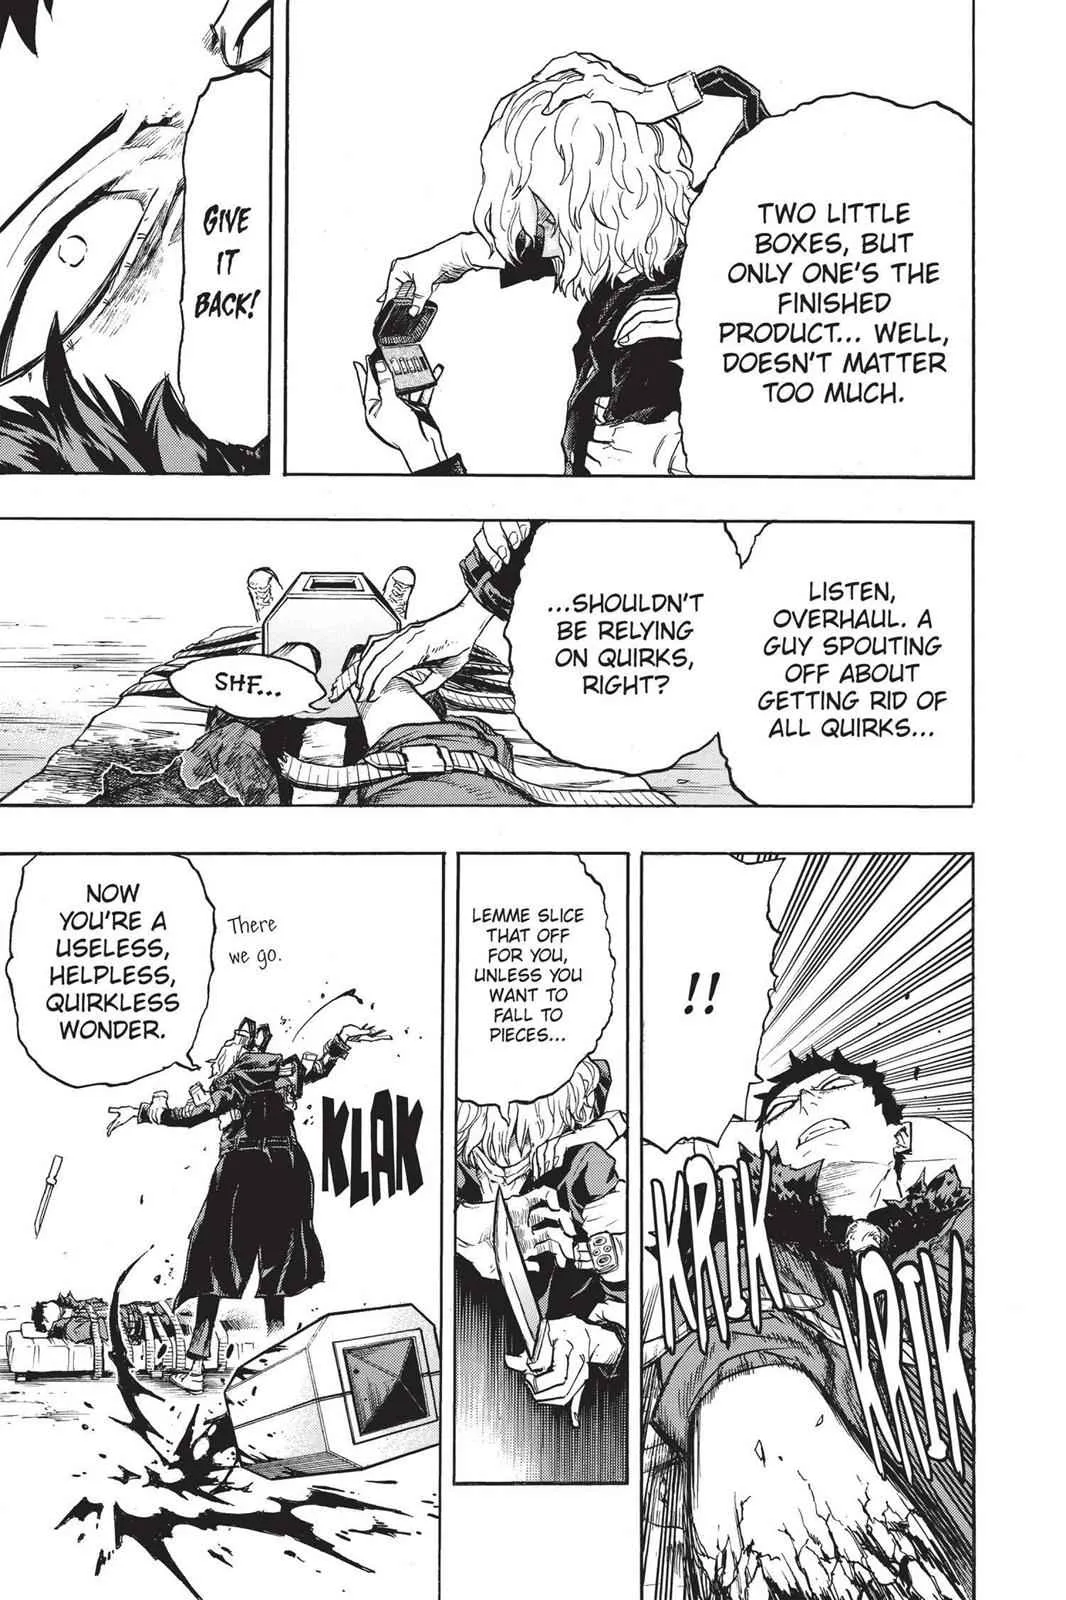 TWO LITTLE
BOXES, BUT
ONLY ONE'S THE
FINISHED
PRODUCT... WELL,
DOESN'T MATTER
TOO MUCH.
GIVE
IT
BACK!
LISTEN,
OVERHAUL. A
GUY SPOUTING
OFF ABOUT
GETTING RID OF
ALL QUIRKS...
...SHOULDN'T
BE RELYING
ON QUIRKS,
RIGHT?
SHF...
!!
KRIK
KRIK
LEMME SLICE
THAT OFF
FOR YOU,
UNLESS YOU
WANT TO
FALL TO
PIECES...
There
we go.
KLAK
NOW
YOU'RE A
USELESS,
HELPLESS,
QUIRKLESS
WONDER.